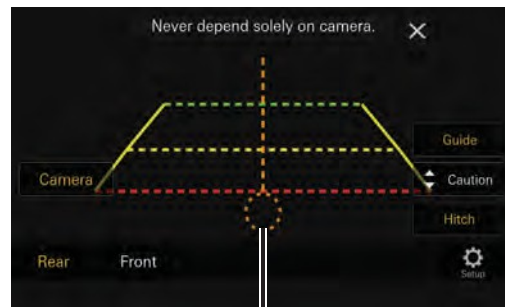 Never depend solely on camera.
Guide
Camera
Caution
Hitch
Rear
Front
Setup